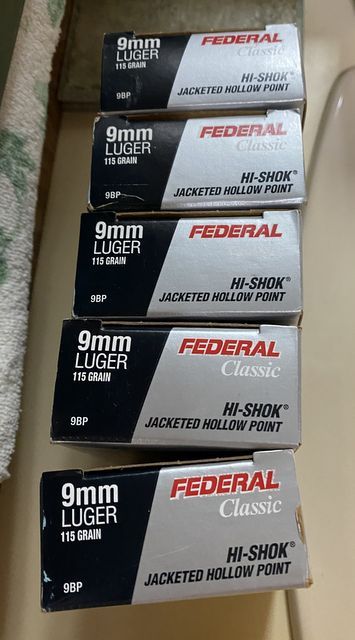 9mm
LUGER
115 GRAIN
9BP
FEDERAL
Classic
HI-SHOK®
JACKETED HOLLOW POINT
9mm
LUGER
115 GRAIN
9BP
FEDERAL
Classic
HI-SHOK®
JACKETED HOLLOW POINT
9mm
LUGER
115 GRAIN
9BP
FEDERAL
HI-SHOK®
JACKETED HOLLOW POINT
9mm
LUGER
115 GRAIN
9BP
FEDERAL
Classic
HI-SHOK®
JACKETED HOLLOW POINT
9mm
LUGER
115 GRAIN
9BP
FEDERAL
Classic
HI-SHOK®
JACKETED HOLLOW POINT